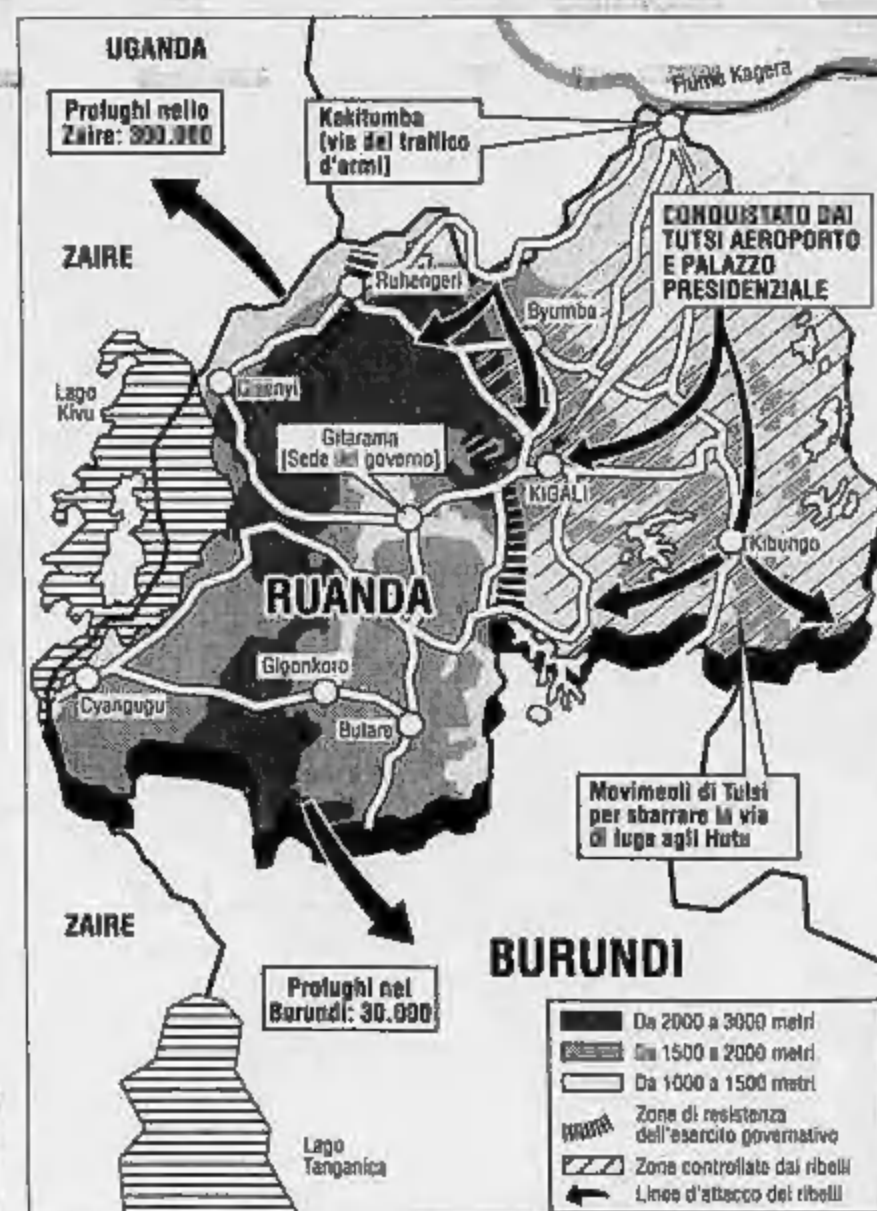 UGANDA
Fiume Kagera
Profughi nello
Zaire: 300.000
Kakitumba
(via del traffico
d'armi)
CONQUISTATO DAI
TUTSI AEROPORTO
E PALAZZO
PRESIDENZIALE
ZAIRE
Ruhengeri
Byumba
Lago
Kivu
Gisenyi
Gitarama
(Sede del governo)
KIGALI
Kibungo
RUANDA
Gigonkoro
Cyangugu
Butare
Movimenti di Tutsi
per sbarrare la via
di fuga agli Hutu
ZAIRE
BURUNDI
Profughi nel
Burundi: 30.000
Lago
Tanganica
Da 2000 a 3000 metri
Da 1500 a 2000 metri
Da 1000 a 1500 metri
Zone di resistenza
dell'esercito governativo
Zone controllate dai ribelli
Linee d'attacco dei ribelli